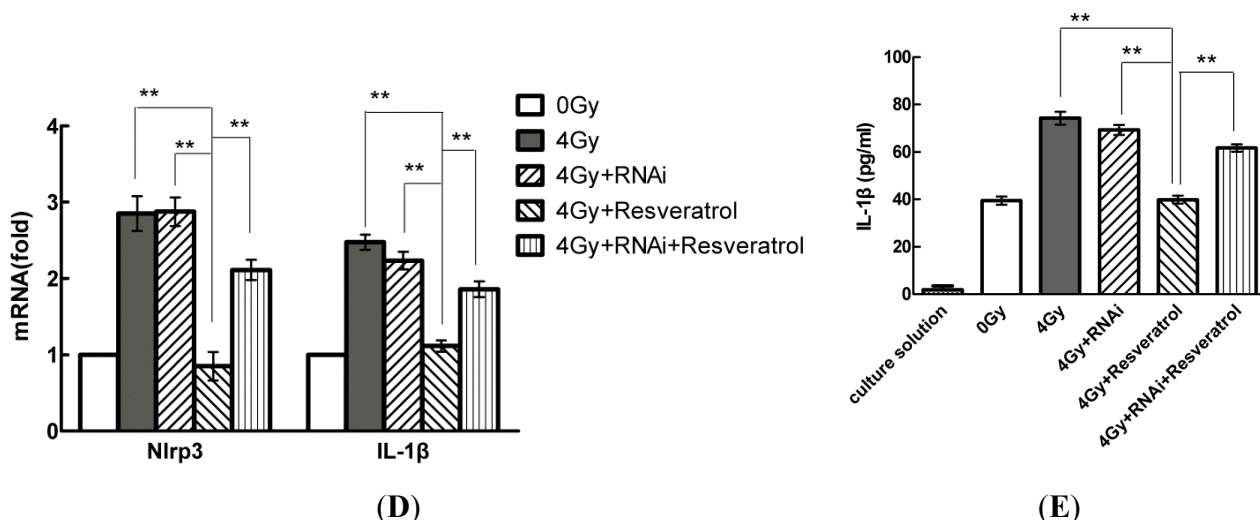 **
**
**
**
**
**
4
3
2
1
0
mRNA(fold)
Nlrp3
IL-1β
0Gy
4Gy
4Gy+RNAi
4Gy+Resveratrol
4Gy+RNAi+Resveratrol
(D)
**
**
**
100
80
60
40
20
0
IL-1β (pg/ml)
culture solution
0Gy
4Gy
4Gy+RNAi
4Gy+Resveratrol
4Gy+RNAi+Resveratrol
(E)